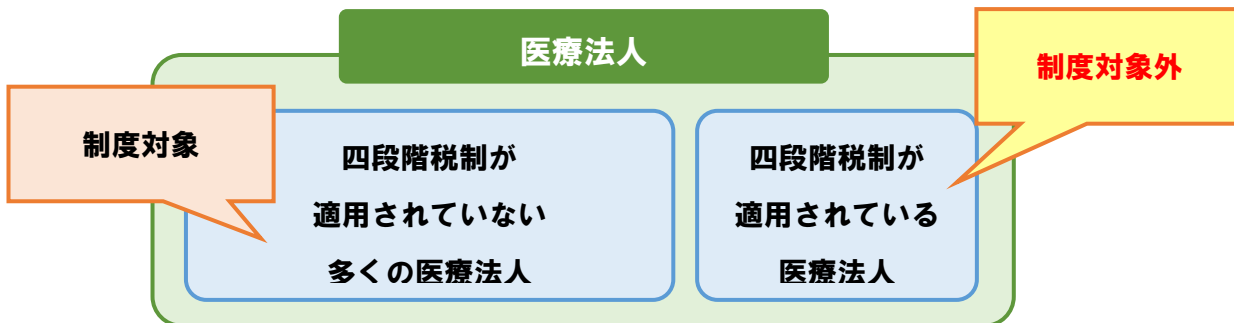 医療法人
制度対象外
制度対象
四段階税制が
適用されていない
多くの医療法人
四段階税制が
適用されている
医療法人